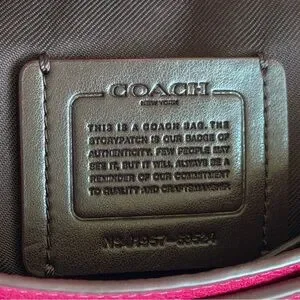 COACH
NEW YORK
THIS IS A COACH BAG. THE
STORYPATCH IS OUR BADGE OF
AUTHENTICITY. FEW PEOPLE MAY
SEE IT, BUT IT WILL ALWAYS BE A
REMINDER OF OUR COMMITMENT
TO QUALITY AND CRAFTSMANSHIP.